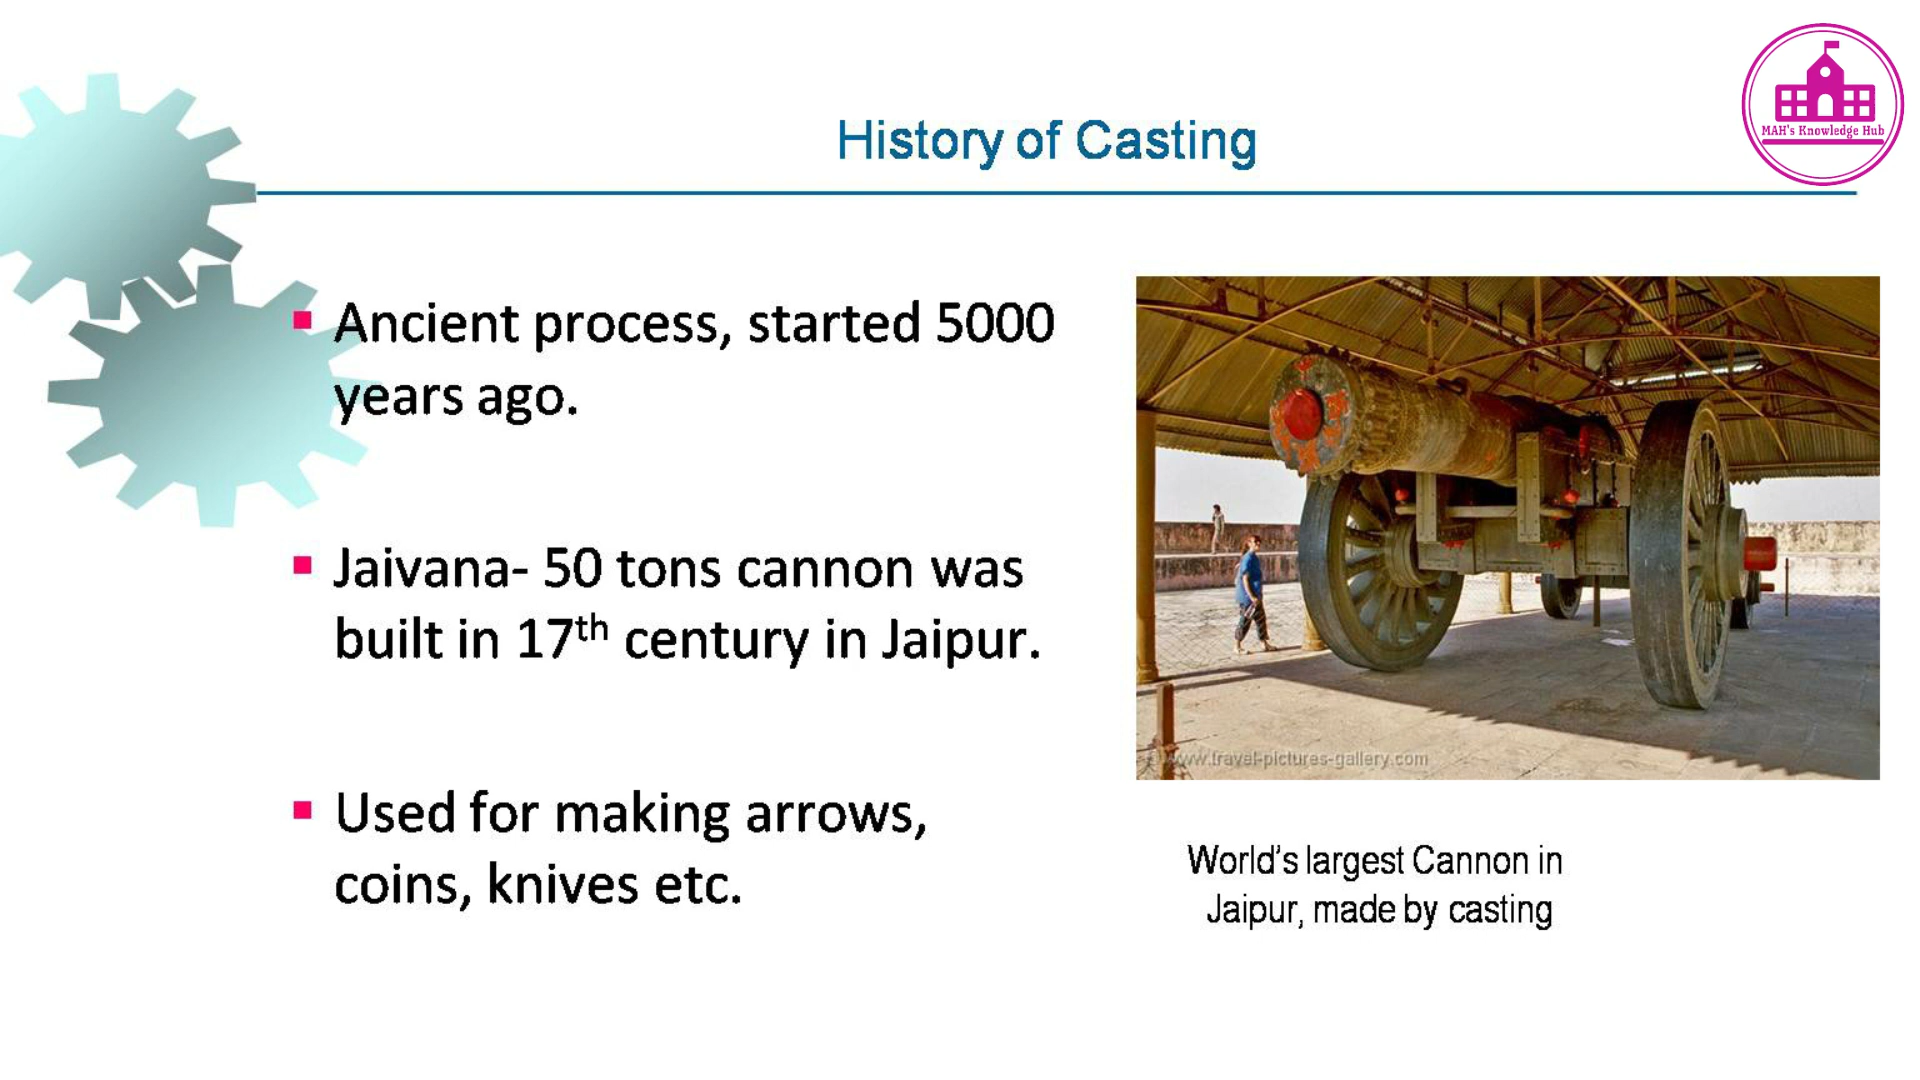 History of Casting
MAH's Knowledge Hub
▪ Ancient process, started 5000
years ago.
▪ Jaivana- 50 tons cannon was
built in 17th century in Jaipur.
▪ Used for making arrows,
coins, knives etc.
www.travel-pictures-gallery.com
World's largest Cannon in
Jaipur, made by casting